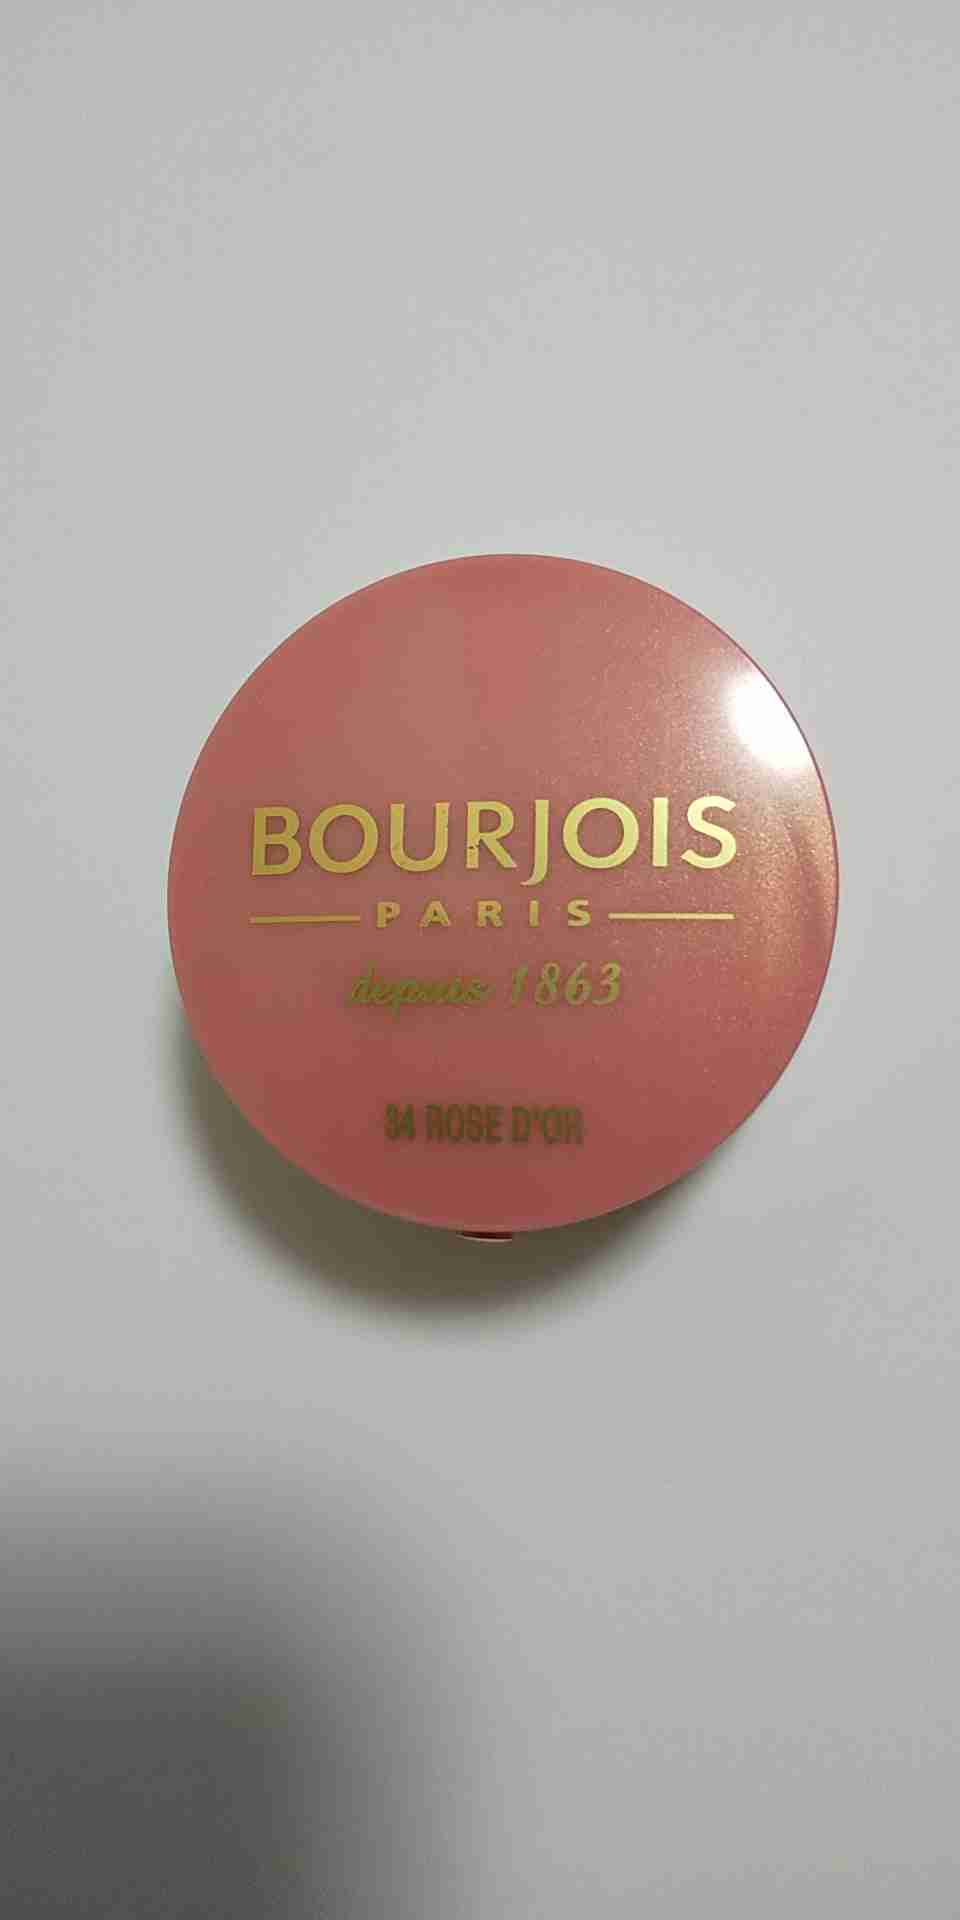 BOURJOIS
PARIS
depuis 1863
34 ROSE D'OR